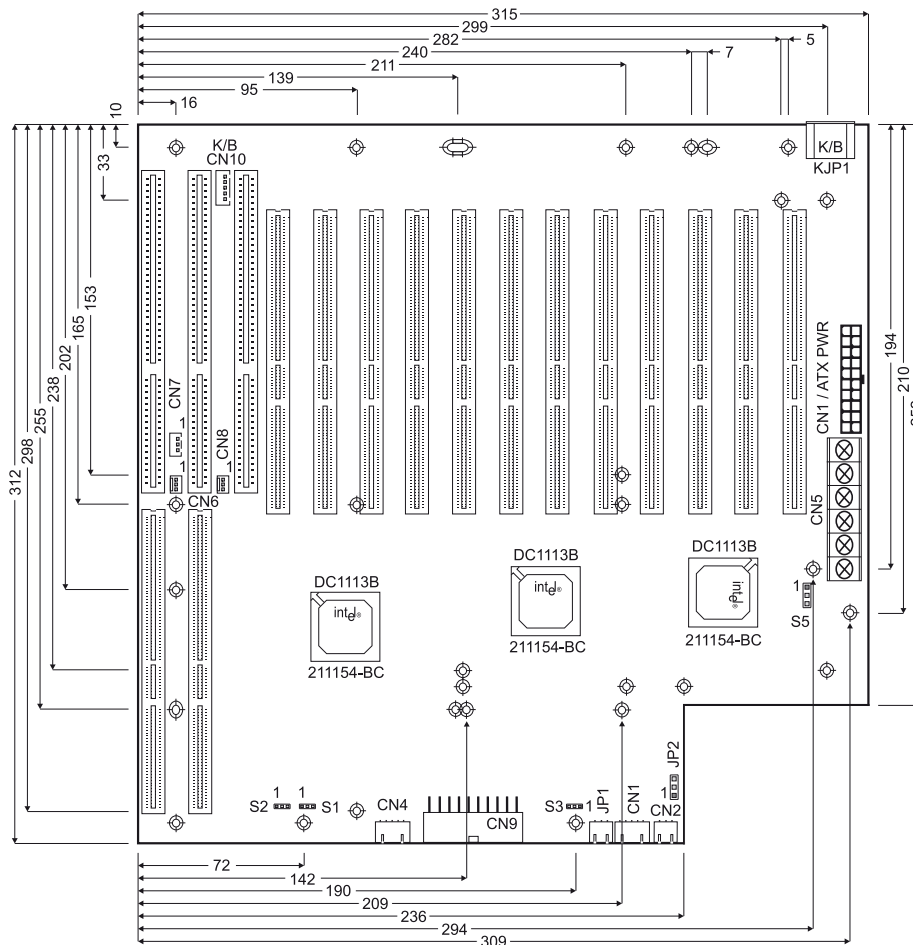 315
299
282
5
240
7
211
139
95
16
10
33
153
165
202
238
255
298
312
K/B
CN10
K/B
KJP1
CN1 / ATX PWR
194
210
CN7
1
CN8
1
1
CN6
CN5
DC1113B
intel®
211154-BC
DC1113B
intel®
211154-BC
DC1113B
intel®
211154-BC
1
S5
JP2
1
1
1
S2
S1
CN4
CN9
S3
1
JP1
CN1
CN2
72
142
190
209
236
294
309